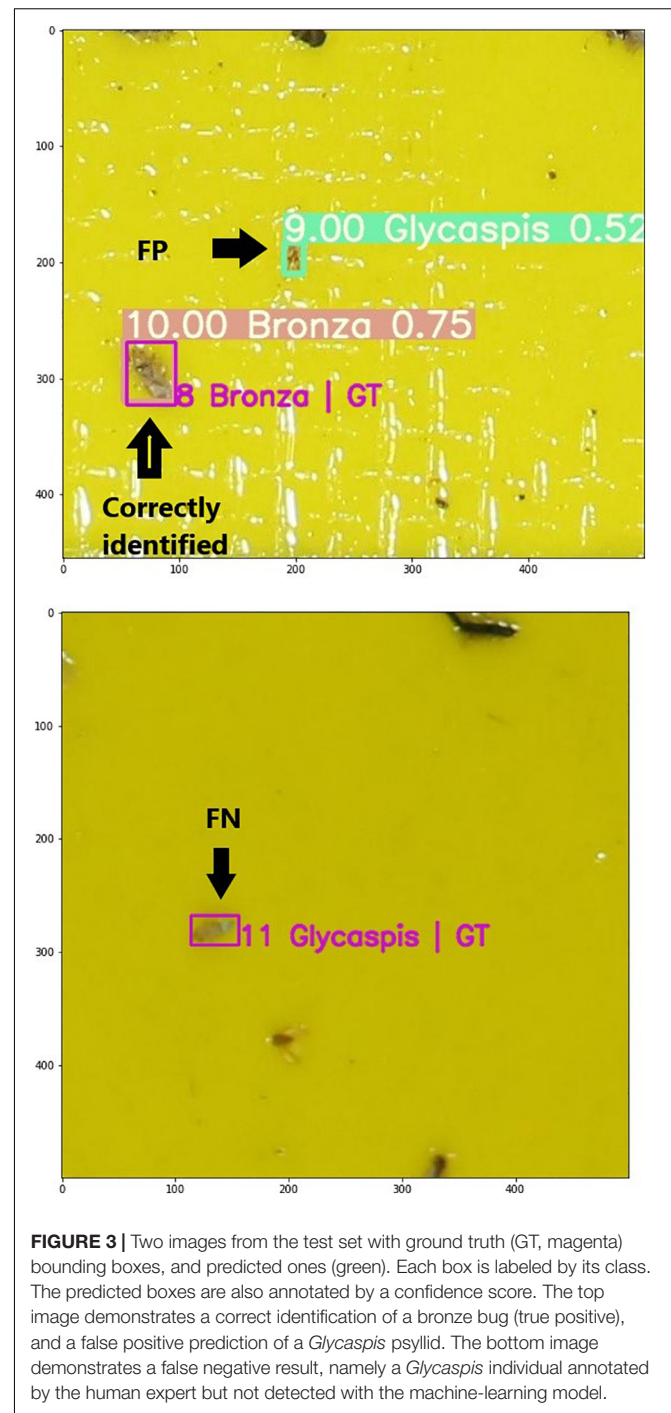 0
100
200
300
400
FP
9.00 Glycaspis 0.52
10.00 Bronza 0.75
8 Bronza | GT
Correctly
identified
0 100 200 300 400
0
100
200
300
400
FN
11 Glycaspis | GT
0 100 200 300 400
FIGURE 3 | Two images from the test set with ground truth (GT, magenta)
bounding boxes, and predicted ones (green). Each box is labeled by its class.
The predicted boxes are also annotated by a confidence score. The top
image demonstrates a correct identification of a bronze bug (true positive),
and a false positive prediction of a Glycaspis psyllid. The bottom image
demonstrates a false negative result, namely a Glycaspis individual annotated
by the human expert but not detected with the machine-learning model.